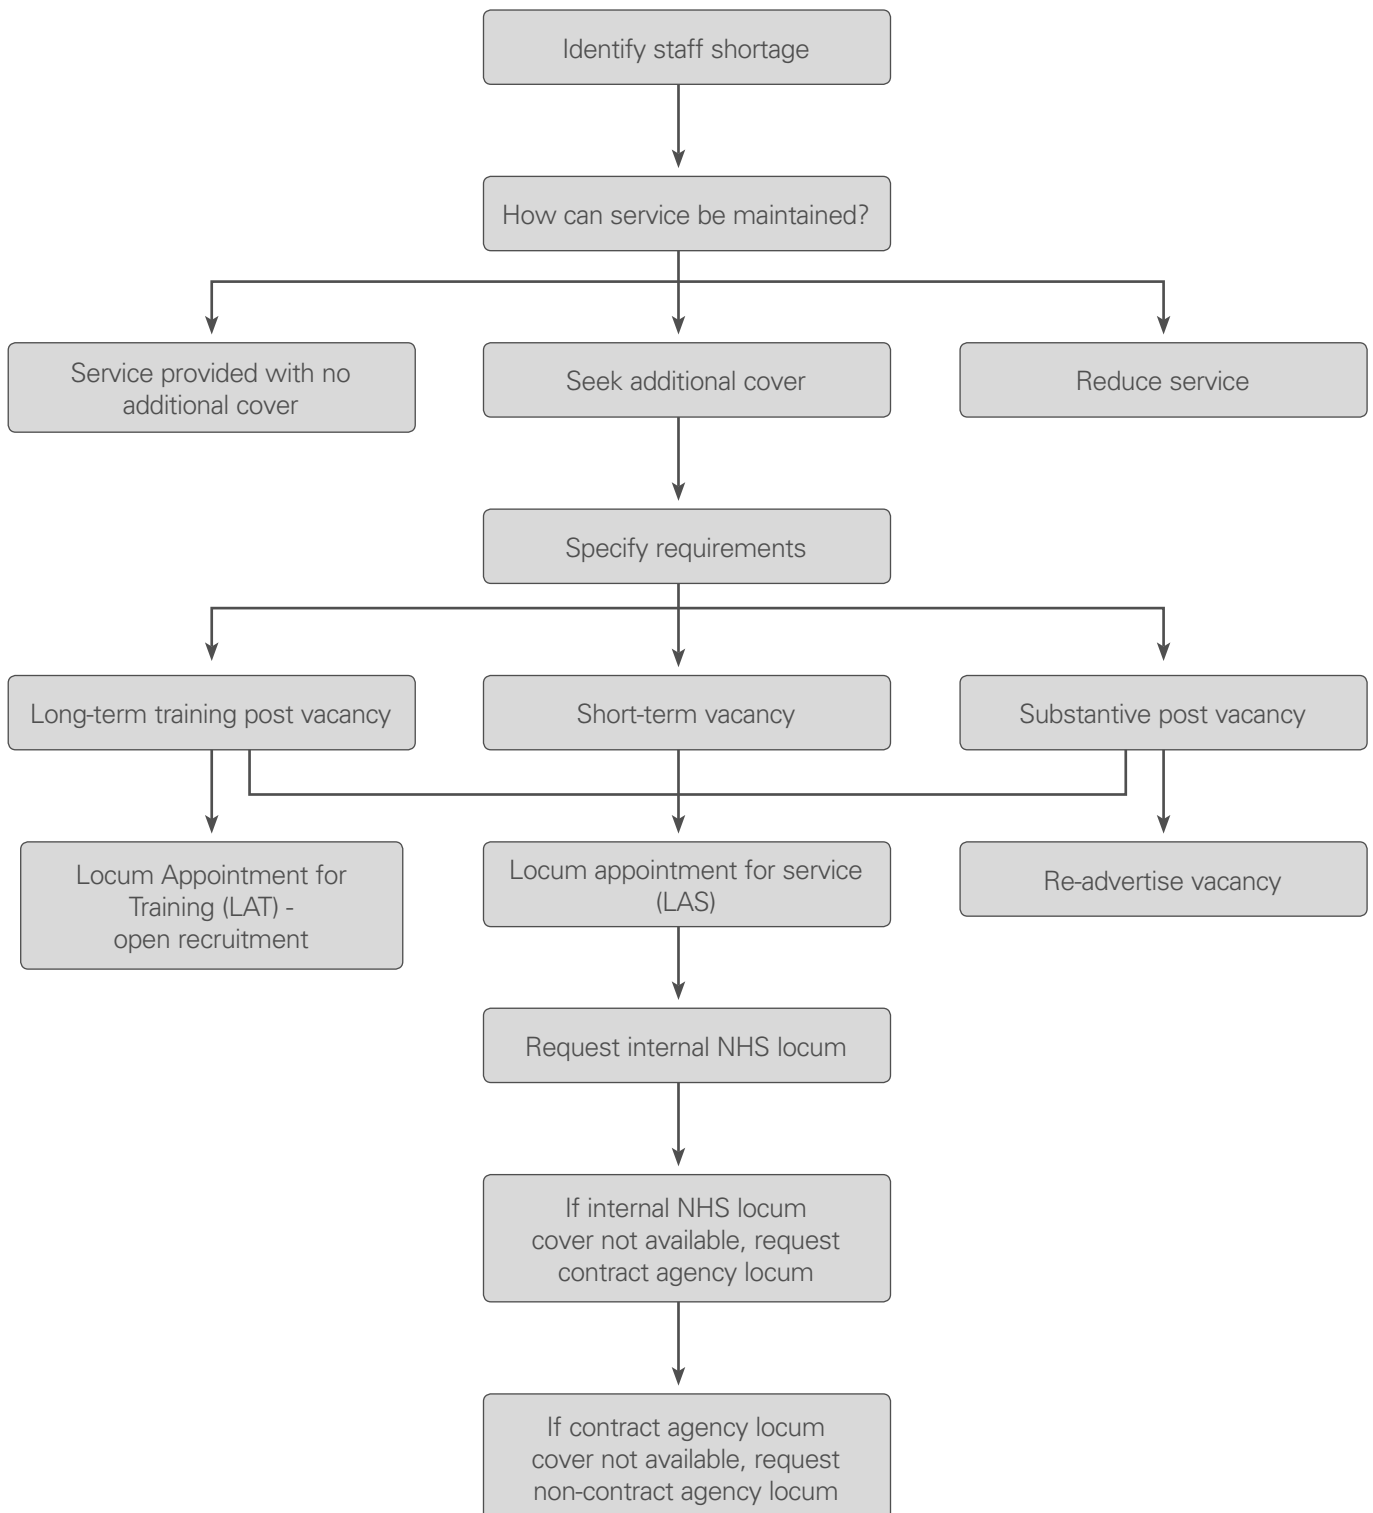 Identify staff shortage
How can service be maintained?
Service provided with no
additional cover
Seek additional cover
Reduce service
Specify requirements
Long-term training post vacancy
Short-term vacancy
Substantive post vacancy
Locum Appointment for
Training (LAT) -
open recruitment
Locum appointment for service
(LAS)
Re-advertise vacancy
Request internal NHS locum
If internal NHS locum
cover not available, request
contract agency locum
If contract agency locum
cover not available, request
non-contract agency locum